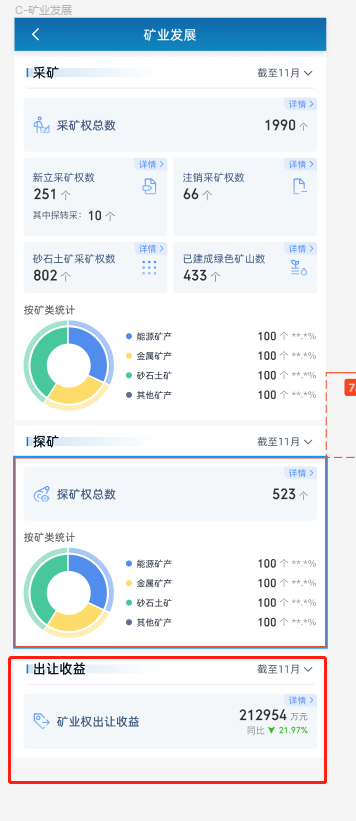 C-矿业发展
矿业发展
采矿 截至11月
详情
采矿权总数 1990 个
详情 详情
新立采矿权数 注销采矿权数
251 个 66 个
其中探转采： 10 个
详情 详情
砂石土矿采矿权数 已建成绿色矿山数
802 个 433 个
按矿类统计
能源矿产 100 个 **.*%
金属矿产 100 个 **.*%
砂石土矿 100 个 **.*%
其他矿产 100 个 **.*%
探矿 截至11月
详情
探矿权总数 523 个
按矿类统计
能源矿产 100 个 **.*%
金属矿产 100 个 **.*%
砂石土矿 100 个 **.*%
其他矿产 100 个 **.*%
出让收益 截至11月
详情
矿业权出让收益 212954 万元
同比 21.97%